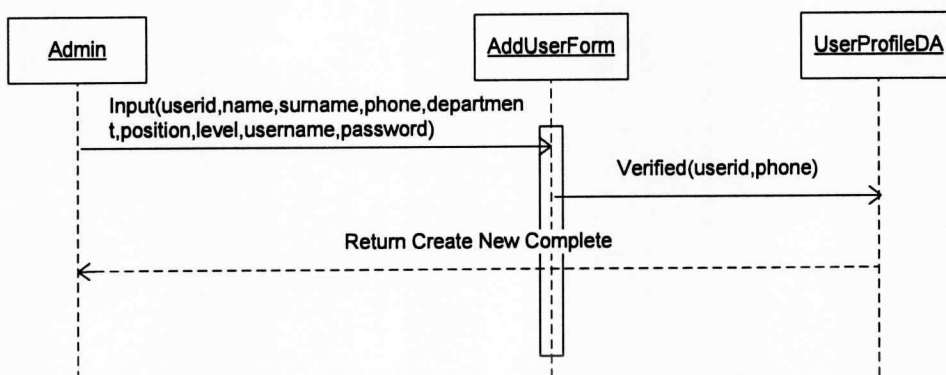 Admin
AddUserForm
UserProfileDA
Input(userid,name,surname,phone,departmen
t,position,level,username,password)
Verified(userid,phone)
Return Create New Complete